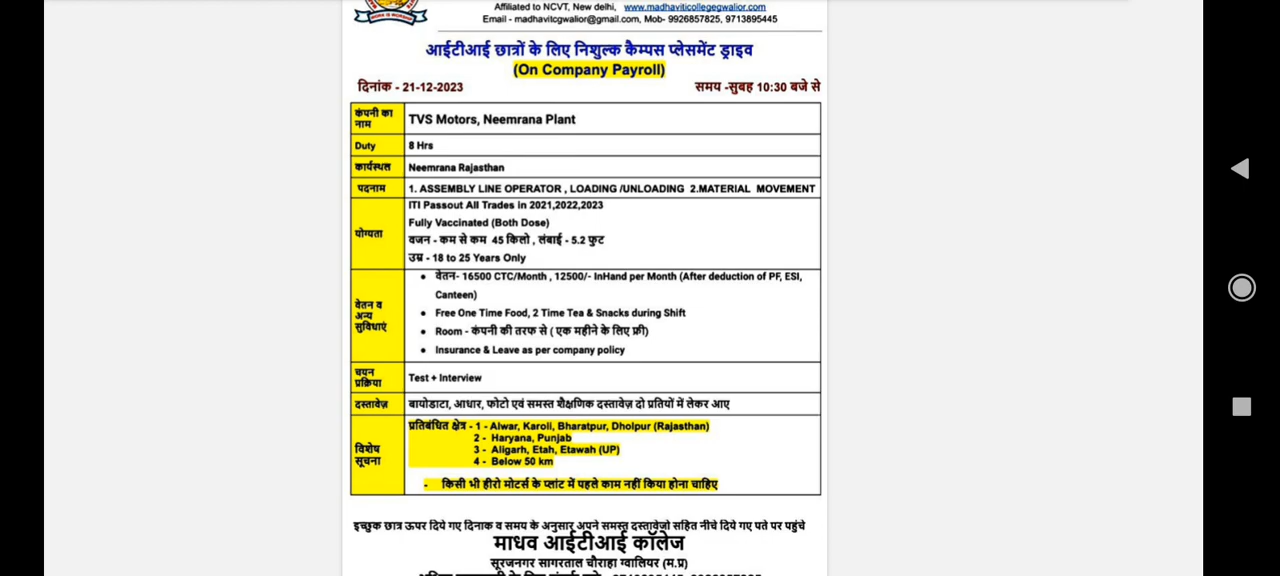 Affiliated to NCVT, New delhi, www.madhaviticollegegwalior.com
Email - madhavitcgwalior@gmail.com, Mob- 9926857825, 9713895445
आईटीआई छात्रों के लिए निशुल्क कैम्पस प्लेसमेंट ड्राइव
(On Company Payroll)
दिनांक - 21-12-2023 समय -सुबह 10:30 बजे से
कंपनी का नाम TVS Motors, Neemrana Plant
Duty 8 Hrs
कार्यस्थल Neemrana Rajasthan
पदनाम 1. ASSEMBLY LINE OPERATOR , LOADING /UNLOADING 2.MATERIAL MOVEMENT
योग्यता
ITI Passout All Trades in 2021,2022,2023
Fully Vaccinated (Both Dose)
वजन - कम से कम 45 किलो , लंबाई - 5.2 फुट
उम्र - 18 to 25 Years Only
वेतन व
अन्य
सुविधाएं
• वेतन- 16500 CTC/Month , 12500/- InHand per Month (After deduction of PF, ESI,
Canteen)
• Free One Time Food, 2 Time Tea & Snacks during Shift
• Room - कंपनी की तरफ से ( एक महीने के लिए फ्री)
• Insurance & Leave as per company policy
चयन
प्रक्रिया
Test + Interview
दस्तावेज़ बायोडाटा, आधार, फोटो एवं समस्त शैक्षणिक दस्तावेज़ दो प्रतियों में लेकर आए
विशेष
सूचना
प्रतिबंधित क्षेत्र - 1 - Alwar, Karoli, Bharatpur, Dholpur (Rajasthan)
2 - Haryana, Punjab
3 - Aligarh, Etah, Etawah (UP)
4 - Below 50 km
- किसी भी हीरो मोटर्स के प्लांट में पहले काम नहीं किया होना चाहिए
इच्छुक छात्र ऊपर दिये गए दिनाक व समय के अनुसार अपने समस्त दस्तावेजो सहित नीचे दिये गए पते पर पहुंचे
माधव आईटीआई कॉलेज
सूरजनगर सागरताल चौराहा ग्वालियर (म.प्र)